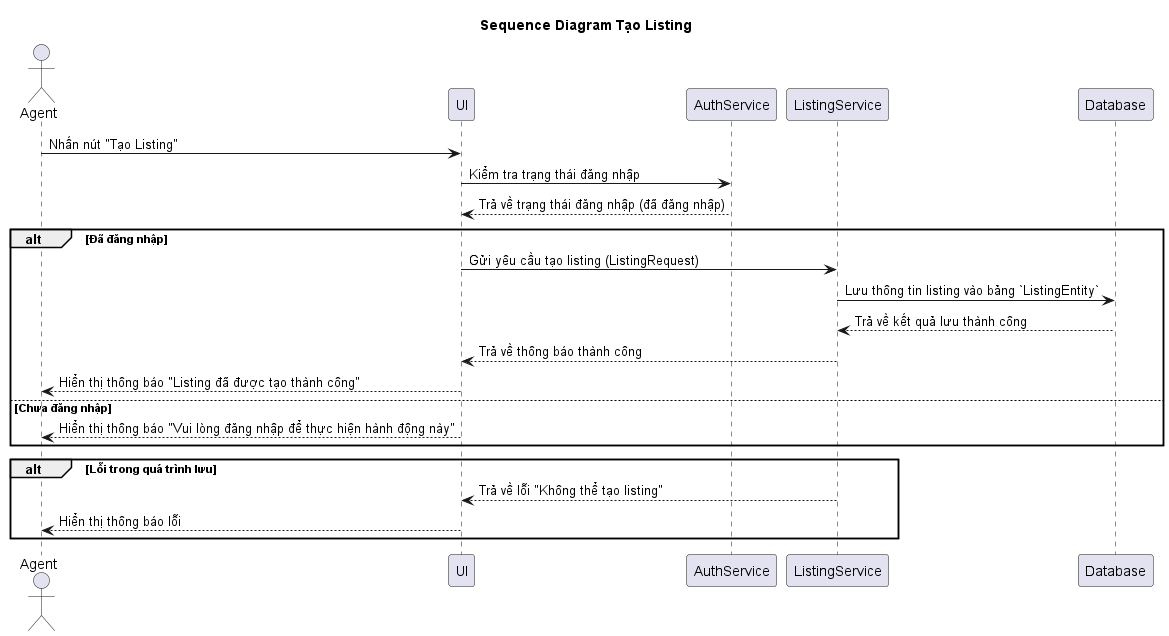 Sequence Diagram Tạo Listing
Agent
UI
AuthService
ListingService
Database
Nhấn nút "Tạo Listing"
Kiểm tra trạng thái đăng nhập
Trả về trạng thái đăng nhập (đã đăng nhập)
alt
[Đã đăng nhập]
Gửi yêu cầu tạo listing (ListingRequest)
Lưu thông tin listing vào bảng `ListingEntity`
Trả về kết quả lưu thành công
Trả về thông báo thành công
Hiển thị thông báo "Listing đã được tạo thành công"
[Chưa đăng nhập]
Hiển thị thông báo "Vui lòng đăng nhập để thực hiện hành động này"
alt
[Lỗi trong quá trình lưu]
Trả về lỗi "Không thể tạo listing"
Hiển thị thông báo lỗi
Agent
UI
AuthService
ListingService
Database